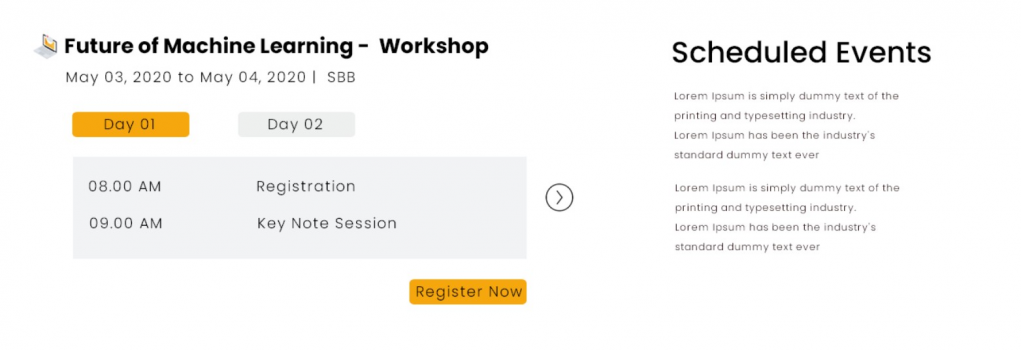 Future of Machine Learning - Workshop
May 03, 2020 to May 04, 2020 | SBB
Day 01
Day 02
08.00 AM Registration
09.00 AM Key Note Session
Register Now
Scheduled Events
Lorem Ipsum is simply dummy text of the
printing and typesetting industry.
Lorem Ipsum has been the industry's
standard dummy text ever
Lorem Ipsum is simply dummy text of the
printing and typesetting industry.
Lorem Ipsum has been the industry's
standard dummy text ever